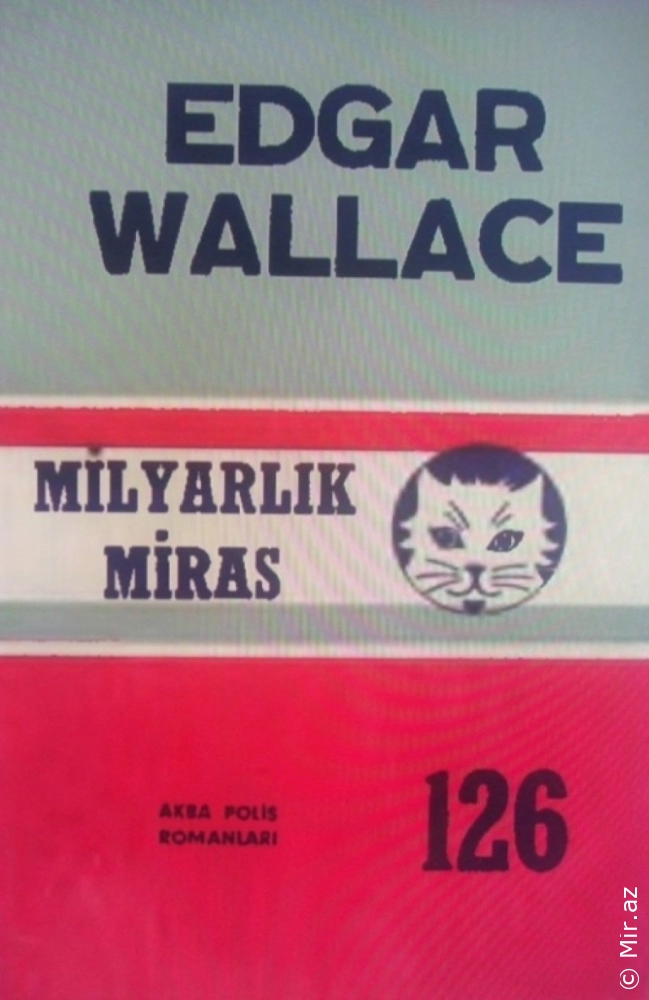 EDGAR
WALLACE
MİLYARLIK
MİRAS
AKBA POLİS
ROMANLARI
126
© Mir.az